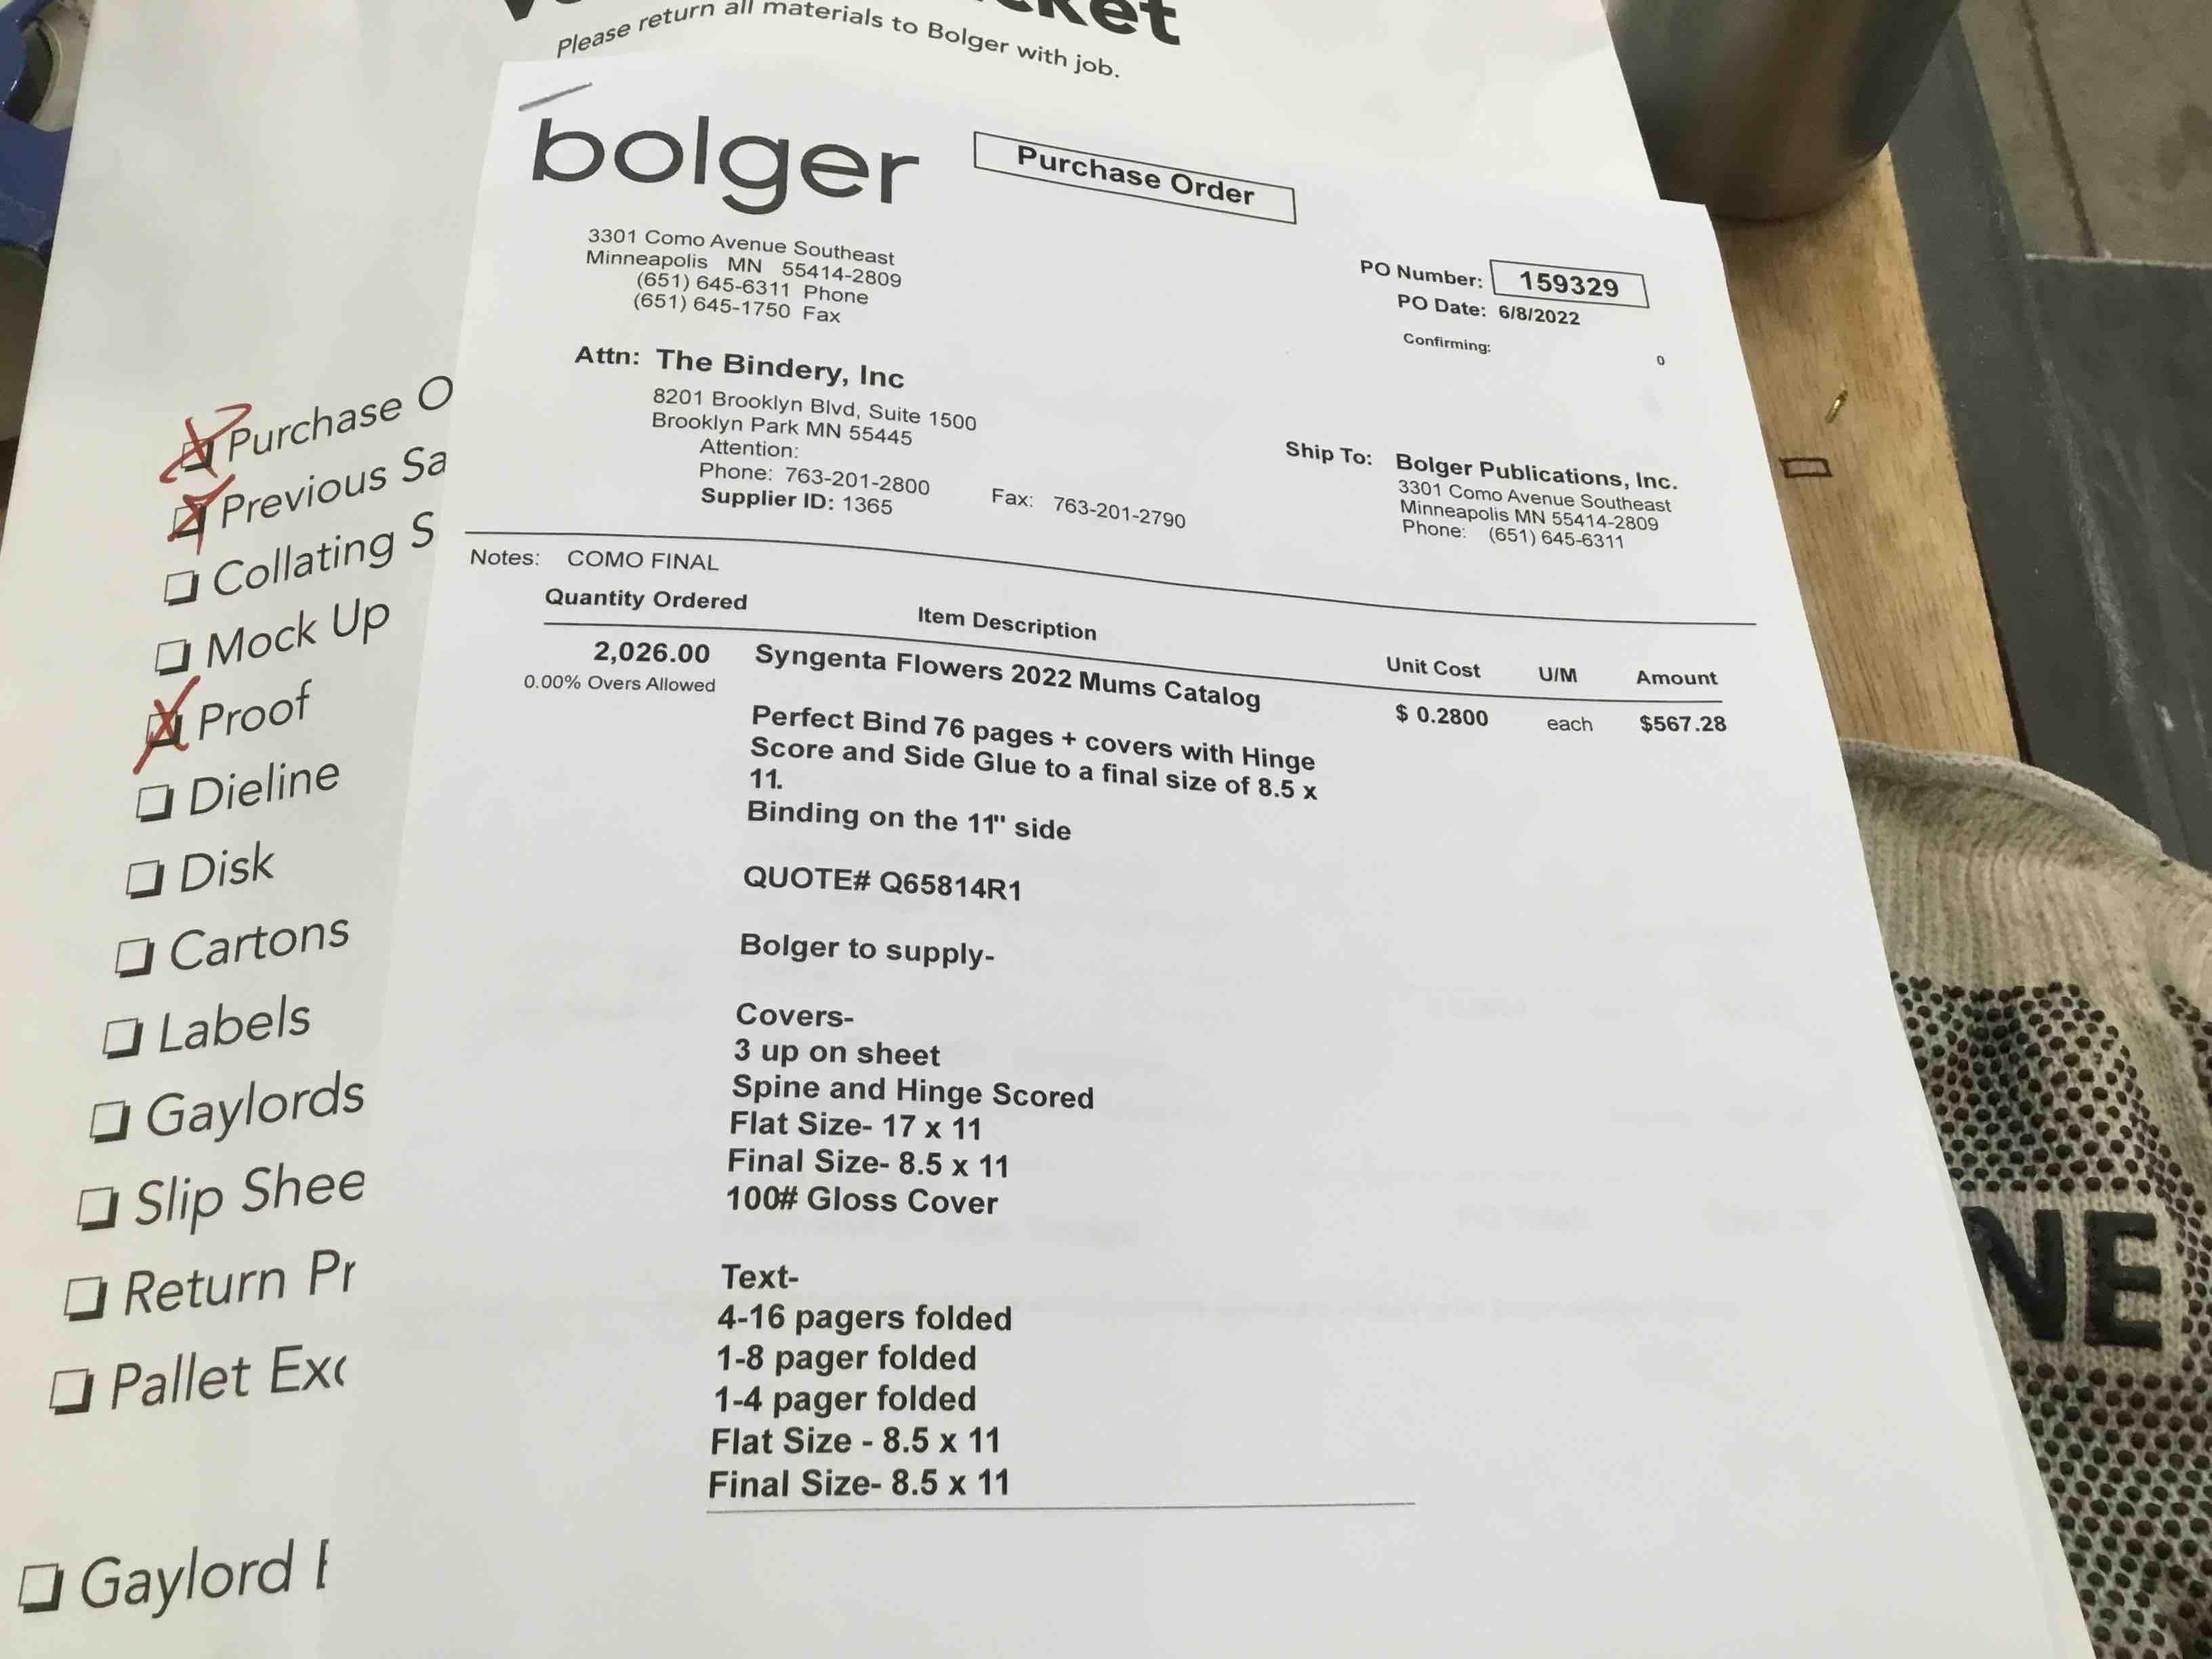 Please return all materials to Bolger with job.
bolger
Purchase Order
3301 Como Avenue Southeast
Minneapolis MN 55414-2809
(651) 645-6311 Phone
(651) 645-1750 Fax
PO Number: 159329
PO Date: 6/8/2022
Confirming: 0
Attn: The Bindery, Inc
8201 Brooklyn Blvd, Suite 1500
Brooklyn Park MN 55445
Attention:
Phone: 763-201-2800 Fax: 763-201-2790
Supplier ID: 1365
Ship To: Bolger Publications, Inc.
3301 Como Avenue Southeast
Minneapolis MN 55414-2809
Phone: (651) 645-6311
Notes: COMO FINAL
Quantity Ordered Item Description Unit Cost U/M Amount
2,026.00 Syngenta Flowers 2022 Mums Catalog $ 0.2800 each $567.28
0.00% Overs Allowed
Perfect Bind 76 pages + covers with Hinge
Score and Side Glue to a final size of 8.5 x
11.
Binding on the 11" side
QUOTE# Q65814R1
Bolger to supply-
Covers-
3 up on sheet
Spine and Hinge Scored
Flat Size- 17 x 11
Final Size- 8.5 x 11
100# Gloss Cover
Text-
4-16 pagers folded
1-8 pager folded
1-4 pager folded
Flat Size - 8.5 x 11
Final Size- 8.5 x 11
Purchase O
Previous Sa
Collating S
Mock Up
Proof
Dieline
Disk
Cartons
Labels
Gaylords
Slip Shee
Return Pr
Pallet Exc
Gaylord
NE